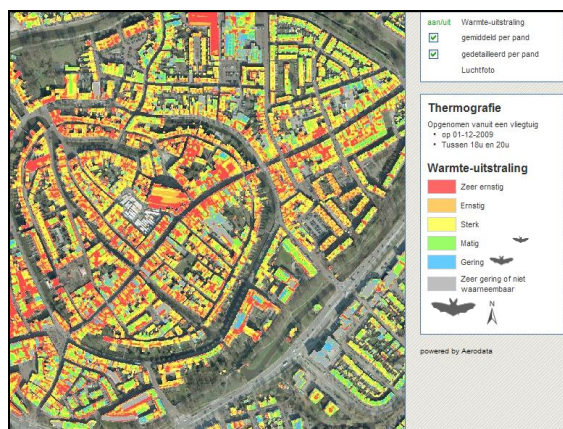 aan/uit Warmte-uitstraling
gemiddeld per pand
gedetailleerd per pand
Luchtfoto
Thermografie
Opgenomen vanuit een vliegtuig
• op 01-12-2009
• Tussen 18u en 20u
Warmte-uitstraling
Zeer ernstig
Ernstig
Sterk
Matig
Gering
Zeer gering of niet
waarneembaar
N
powered by Aerodata